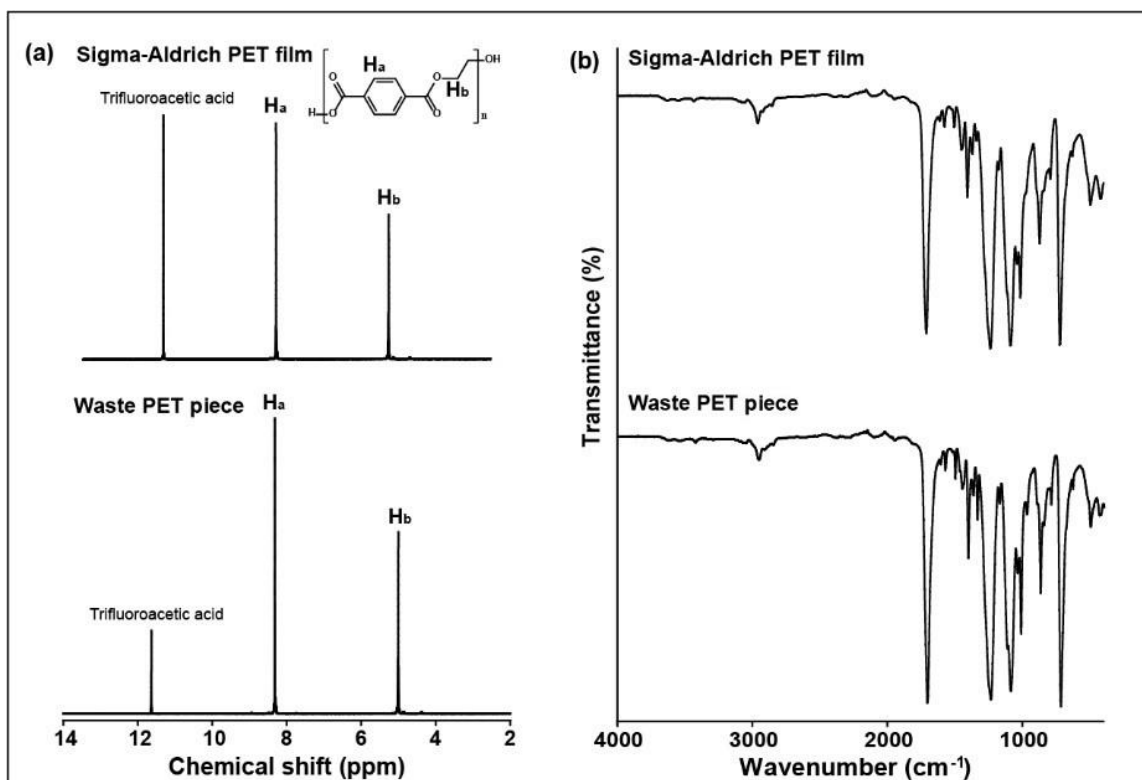 (a) Sigma-Aldrich PET film
Trifluoroacetic acid
Ha
Hb
Ha
O
O
O
O
Hb
OH
H
n
Waste PET piece
Trifluoroacetic acid
Ha
Hb
14 12 10 8 6 4 2
Chemical shift (ppm)
(b) Sigma-Aldrich PET film
Waste PET piece
Transmittance (%)
4000 3000 2000 1000
Wavenumber (cm⁻¹)